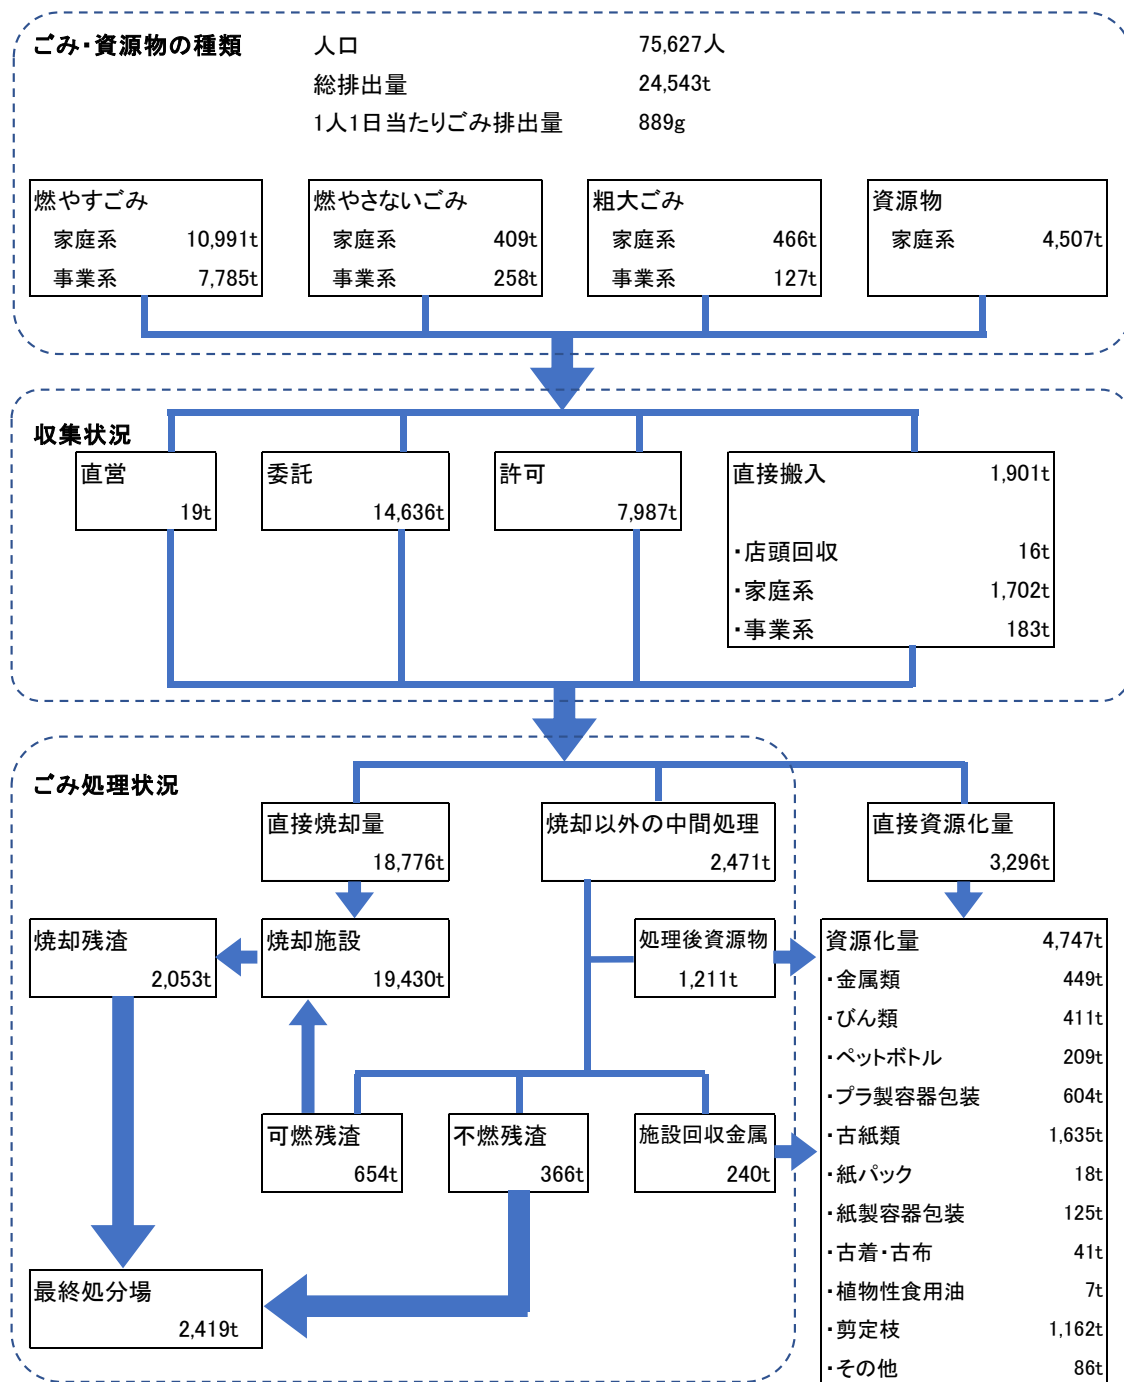 ごみ・資源物の種類
人口 75,627人
総排出量 24,543t
1人1日当たりごみ排出量 889g
燃やすごみ
家庭系 10,991t
事業系 7,785t
燃やさないごみ
家庭系 409t
事業系 258t
粗大ごみ
家庭系 466t
事業系 127t
資源物
家庭系 4,507t
収集状況
直営
19t
委託
14,636t
許可
7,987t
直接搬入 1,901t
・店頭回収 16t
・家庭系 1,702t
・事業系 183t
ごみ処理状況
直接焼却量
18,776t
焼却以外の中間処理
2,471t
直接資源化量
3,296t
焼却残渣
2,053t
焼却施設
19,430t
処理後資源物
1,211t
可燃残渣
654t
不燃残渣
366t
施設回収金属
240t
最終処分場
2,419t
資源化量 4,747t
・金属類 449t
・びん類 411t
・ペットボトル 209t
・プラ製容器包装 604t
・古紙類 1,635t
・紙パック 18t
・紙製容器包装 125t
・古着・古布 41t
・植物性食用油 7t
・剪定枝 1,162t
・その他 86t